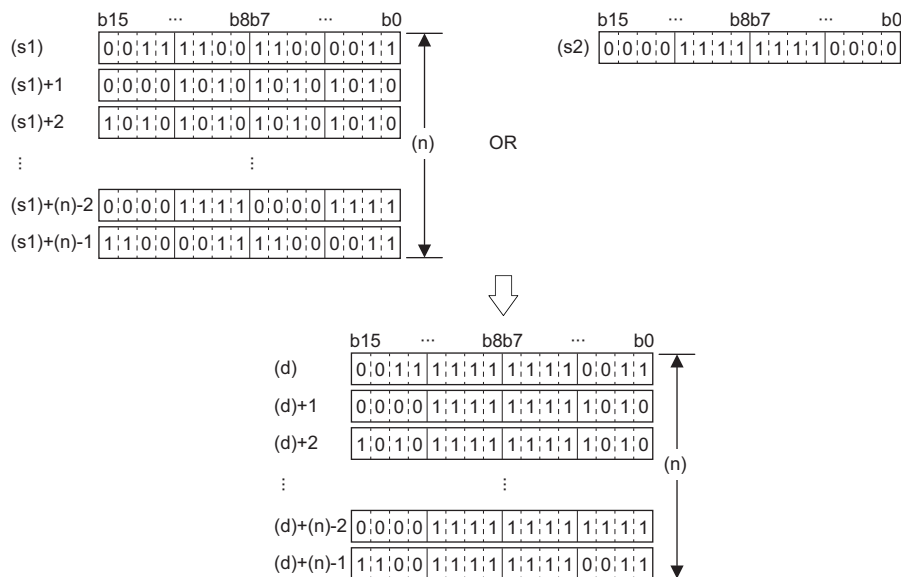 b15 ... b8b7 ... b0
(s1) 0 0 1 1 1 1 0 0 1 1 0 0 0 0 1 1
(s1)+1 0 0 0 0 1 0 1 0 1 0 1 0 1 0 1 0
(s1)+2 1 0 1 0 1 0 1 0 1 0 1 0 1 0 1 0
⋮ ⋮
(s1)+(n)-2 0 0 0 0 1 1 1 1 0 0 0 0 1 1 1 1
(s1)+(n)-1 1 1 0 0 0 0 1 1 1 1 0 0 0 0 1 1
(n)
OR
b15 ... b8b7 ... b0
(s2) 0 0 0 0 1 1 1 1 1 1 1 1 0 0 0 0
b15 ... b8b7 ... b0
(d) 0 0 1 1 1 1 1 1 1 1 1 1 0 0 1 1
(d)+1 0 0 0 0 1 1 1 1 1 1 1 1 1 0 1 0
(d)+2 1 0 1 0 1 1 1 1 1 1 1 1 1 0 1 0
⋮ ⋮
(d)+(n)-2 0 0 0 0 1 1 1 1 1 1 1 1 1 1 1 1
(d)+(n)-1 1 1 0 0 1 1 1 1 1 1 1 1 0 0 1 1
(n)